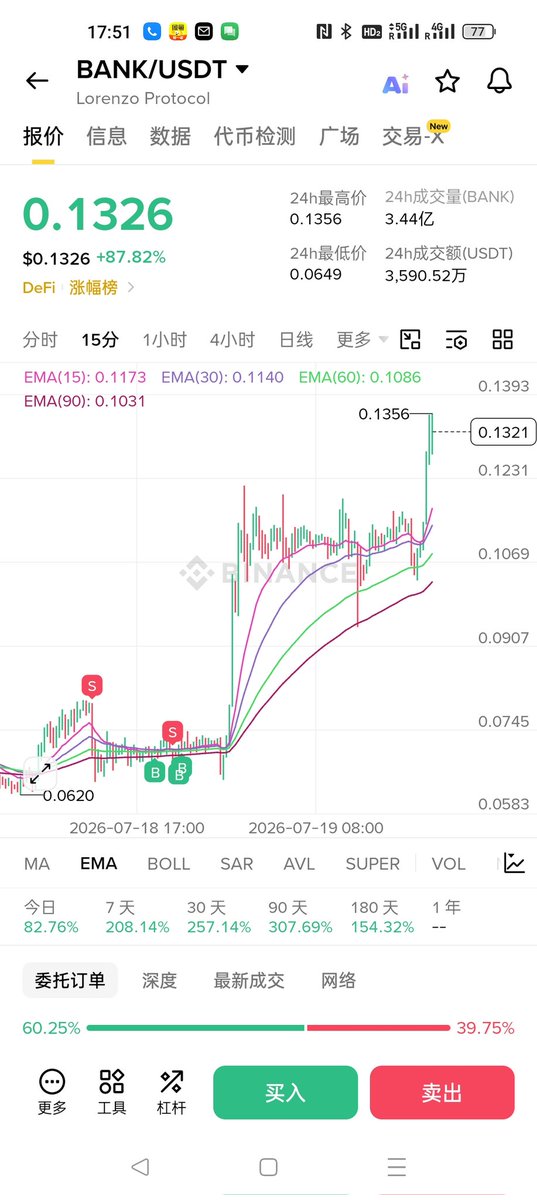 17:51 HD2 5G R 4G R 77
BANK/USDT
Lorenzo Protocol
Ai
报价 信息 数据 代币检测 广场 交易-X New
0.1326
$0.1326 +87.82%
DeFi 涨幅榜
24h最高价 24h成交量(BANK)
0.1356 3.44亿
24h最低价 24h成交额(USDT)
0.0649 3,590.52万
分时 15分 1小时 4小时 日线 更多
EMA(15): 0.1173 EMA(30): 0.1140 EMA(60): 0.1086
EMA(90): 0.1031
0.1393
0.1356
0.1321
0.1231
0.1069
BINANCE
0.0907
S
0.0745
S
B B B
0.0620
0.0583
2026-07-18 17:00 2026-07-19 08:00
MA EMA BOLL SAR AVL SUPER VOL
今日 7 天 30 天 90 天 180 天 1 年
82.76% 208.14% 257.14% 307.69% 154.32% --
委托订单 深度 最新成交 网络
60.25% 39.75%
更多 工具 杠杆 买入 卖出